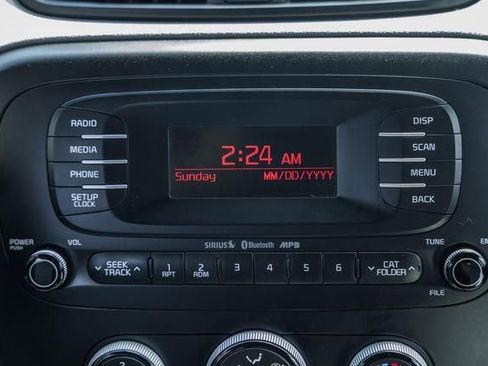 RADIO
MEDIA
PHONE
SETUP
CLOCK
2:24 AM
Sunday MM/DD/YYYY
DISP
SCAN
MENU
BACK
POWER
PUSH
VOL
SIRIUS Bluetooth MP3
TUNE
SEEK
TRACK
1
RPT
2
RDM
3
4
5
6
CAT
FOLDER
FILE